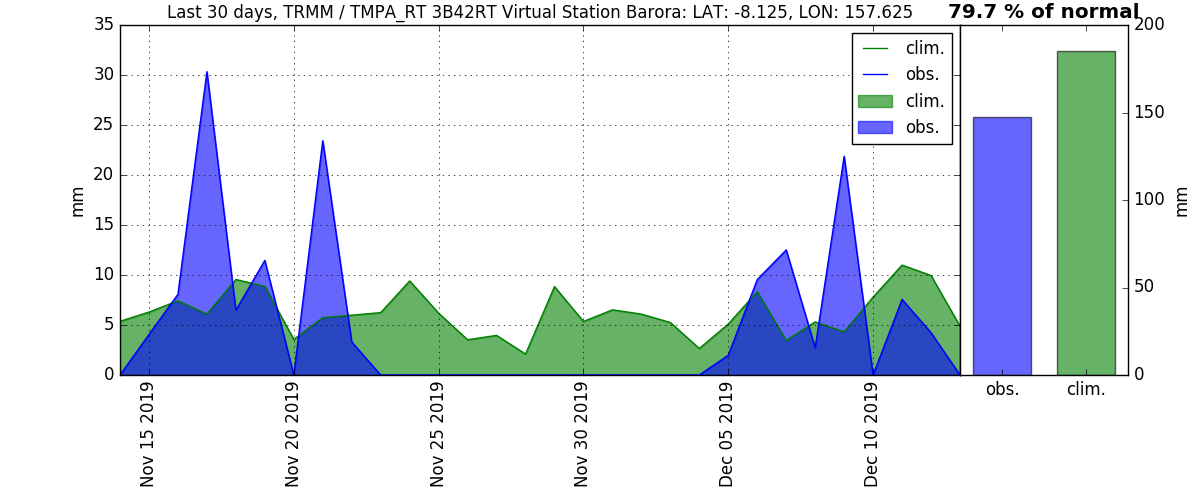 Last 30 days, TRMM / TMPA_RT 3B42RT Virtual Station Barora: LAT: -8.125, LON: 157.625
79.7 % of normal
35
30
25
20
15
10
5
0
mm
clim.
obs.
clim.
obs.
Nov 15 2019
Nov 20 2019
Nov 25 2019
Nov 30 2019
Dec 05 2019
Dec 10 2019
200
150
100
50
0
mm
obs.
clim.